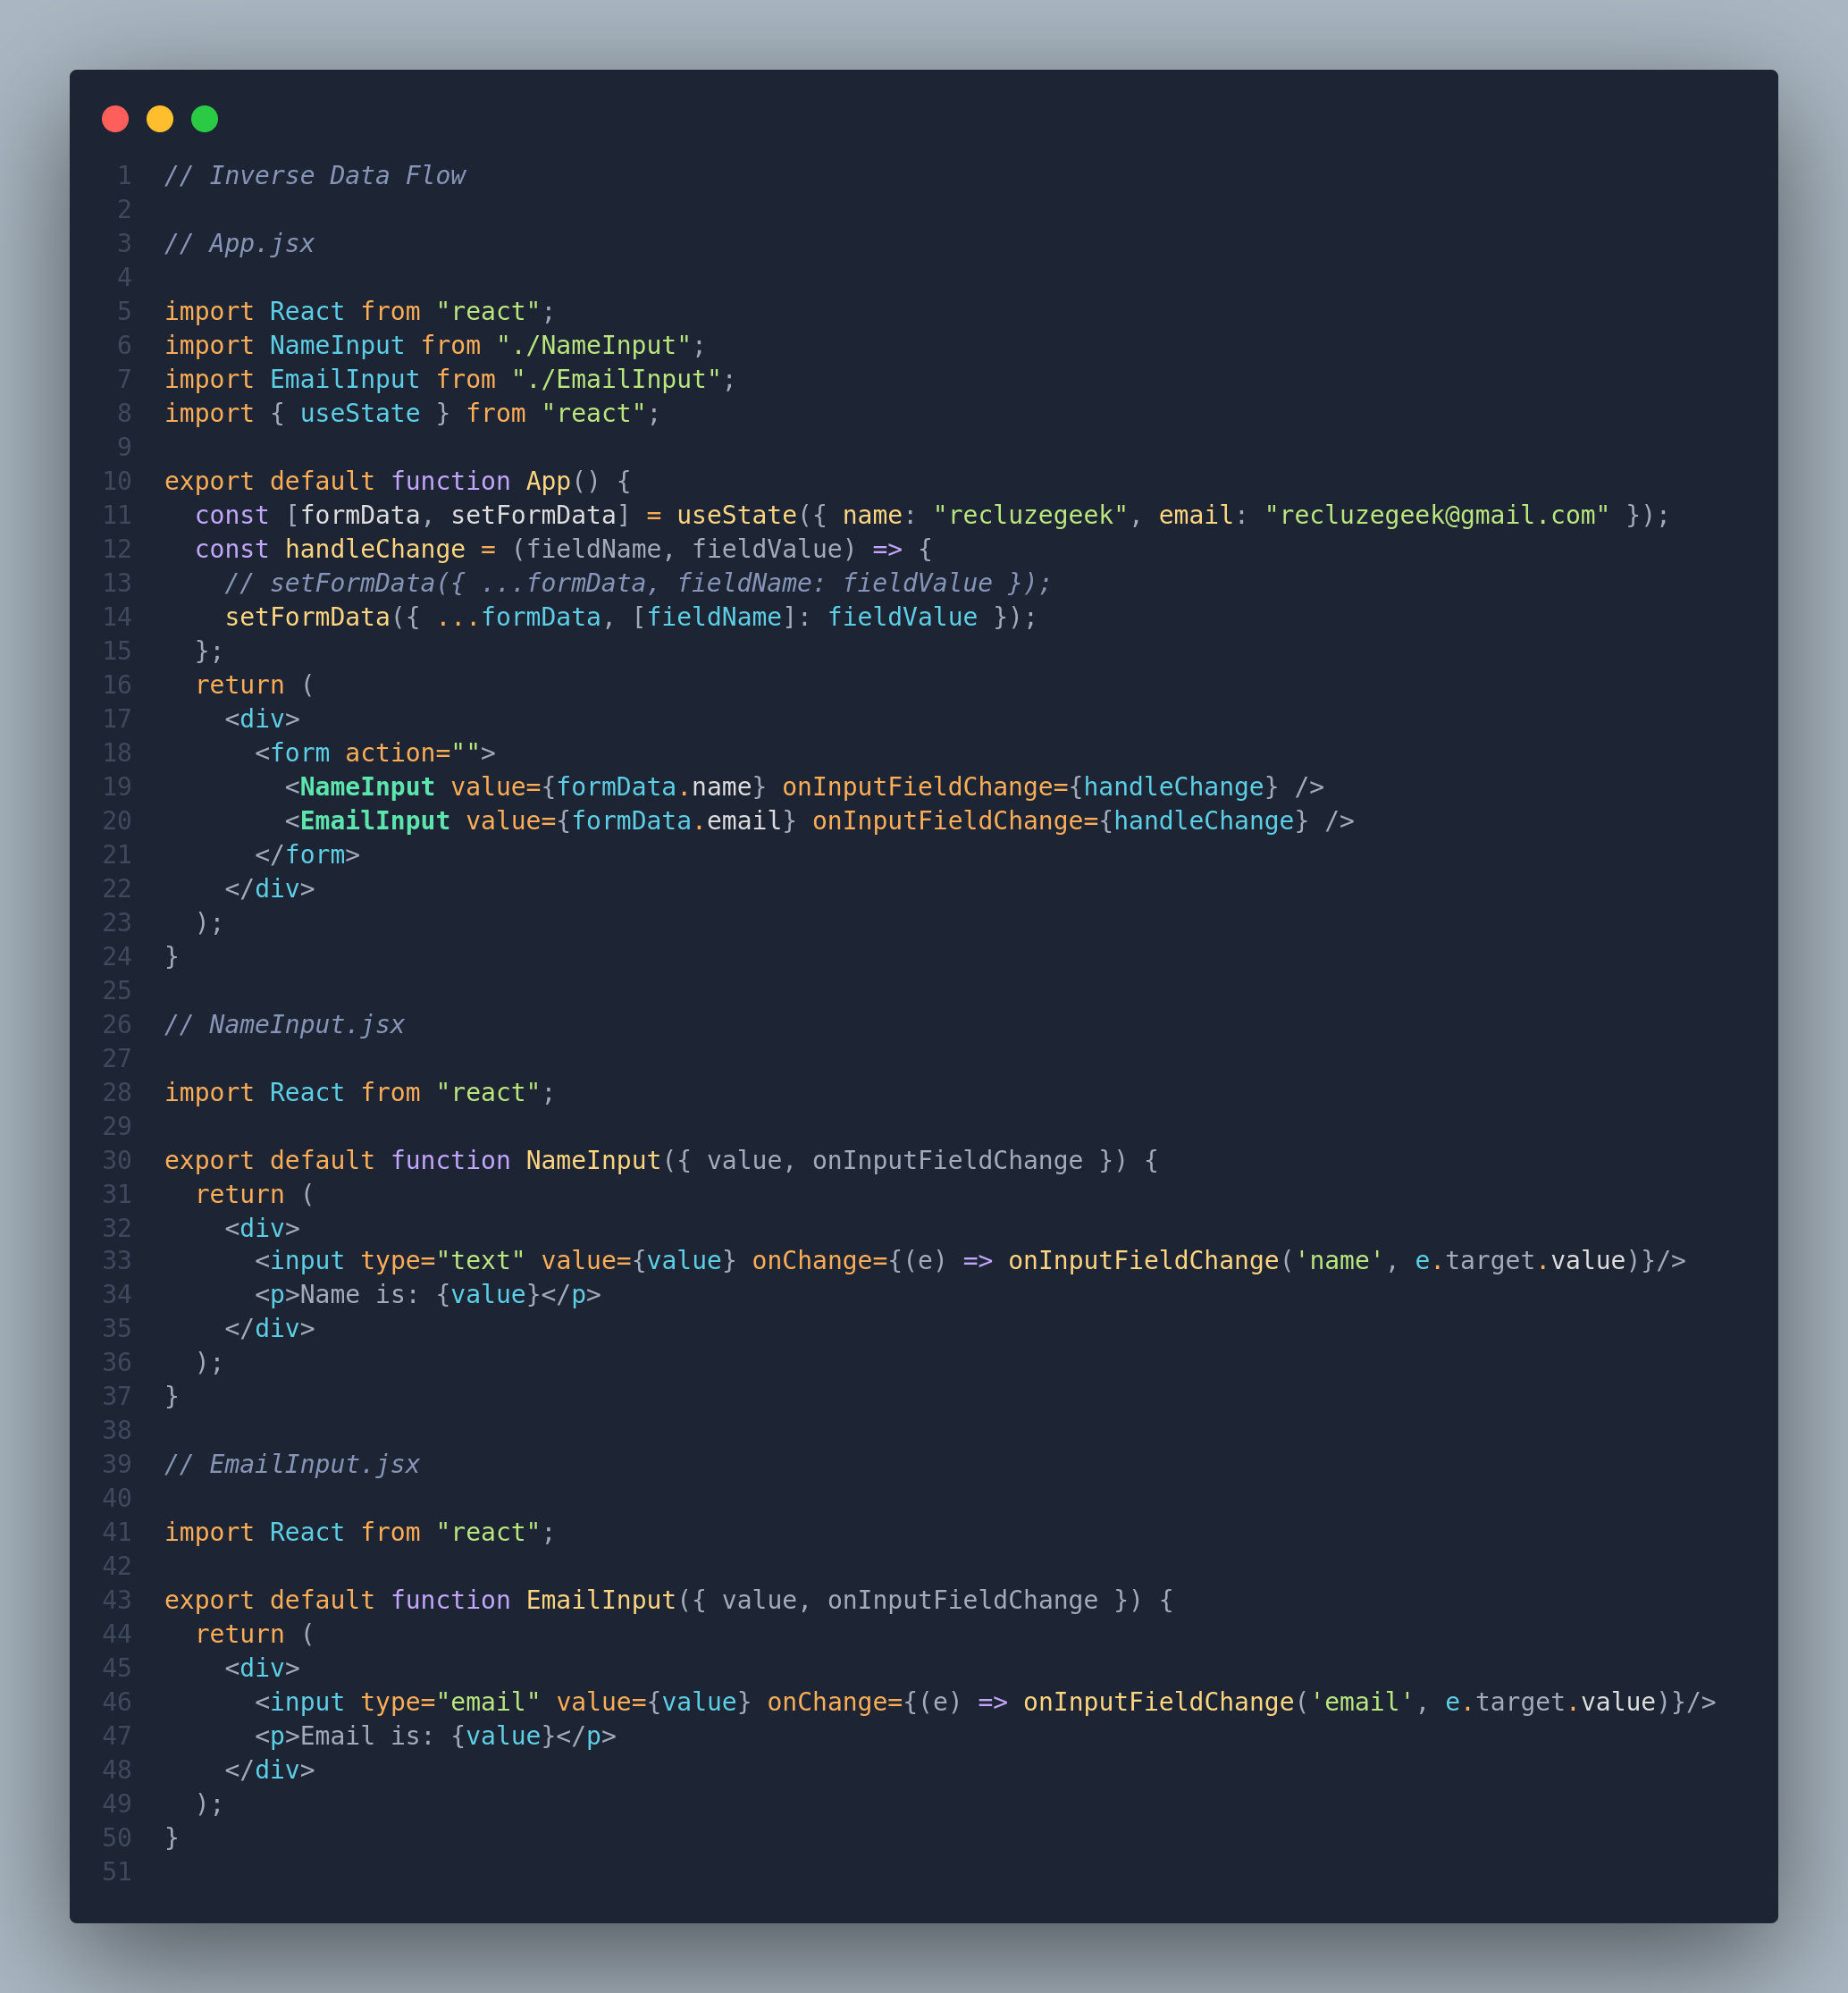 1 // Inverse Data Flow
2
3 // App.jsx
4
5 import React from "react";
6 import NameInput from "./NameInput";
7 import EmailInput from "./EmailInput";
8 import { useState } from "react";
9
10 export default function App() {
11   const [formData, setFormData] = useState({ name: "recluzegeek", email: "recluzegeek@gmail.com" });
12   const handleChange = (fieldName, fieldValue) => {
13     // setFormData({ ...formData, fieldName: fieldValue });
14     setFormData({ ...formData, [fieldName]: fieldValue });
15   };
16   return (
17     <div>
18       <form action="">
19         <NameInput value={formData.name} onInputFieldChange={handleChange} />
20         <EmailInput value={formData.email} onInputFieldChange={handleChange} />
21       </form>
22     </div>
23   );
24 }
25
26 // NameInput.jsx
27
28 import React from "react";
29
30 export default function NameInput({ value, onInputFieldChange }) {
31   return (
32     <div>
33       <input type="text" value={value} onChange={(e) => onInputFieldChange('name', e.target.value)}/>
34       <p>Name is: {value}</p>
35     </div>
36   );
37 }
38
39 // EmailInput.jsx
40
41 import React from "react";
42
43 export default function EmailInput({ value, onInputFieldChange }) {
44   return (
45     <div>
46       <input type="email" value={value} onChange={(e) => onInputFieldChange('email', e.target.value)}/>
47       <p>Email is: {value}</p>
48     </div>
49   );
50 }
51